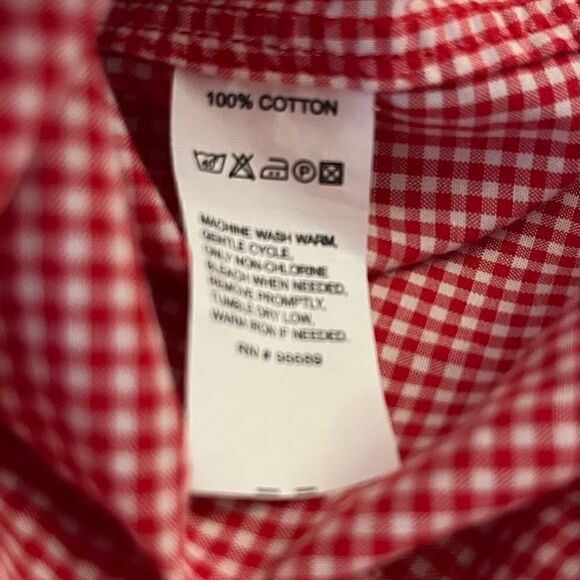 100% COTTON
MACHINE WASH WARM,
GENTLE CYCLE.
ONLY NON-CHLORINE
BLEACH WHEN NEEDED,
REMOVE PROMPTLY,
TUMBLE DRY LOW,
WARM IRON IF NEEDED.
RN #